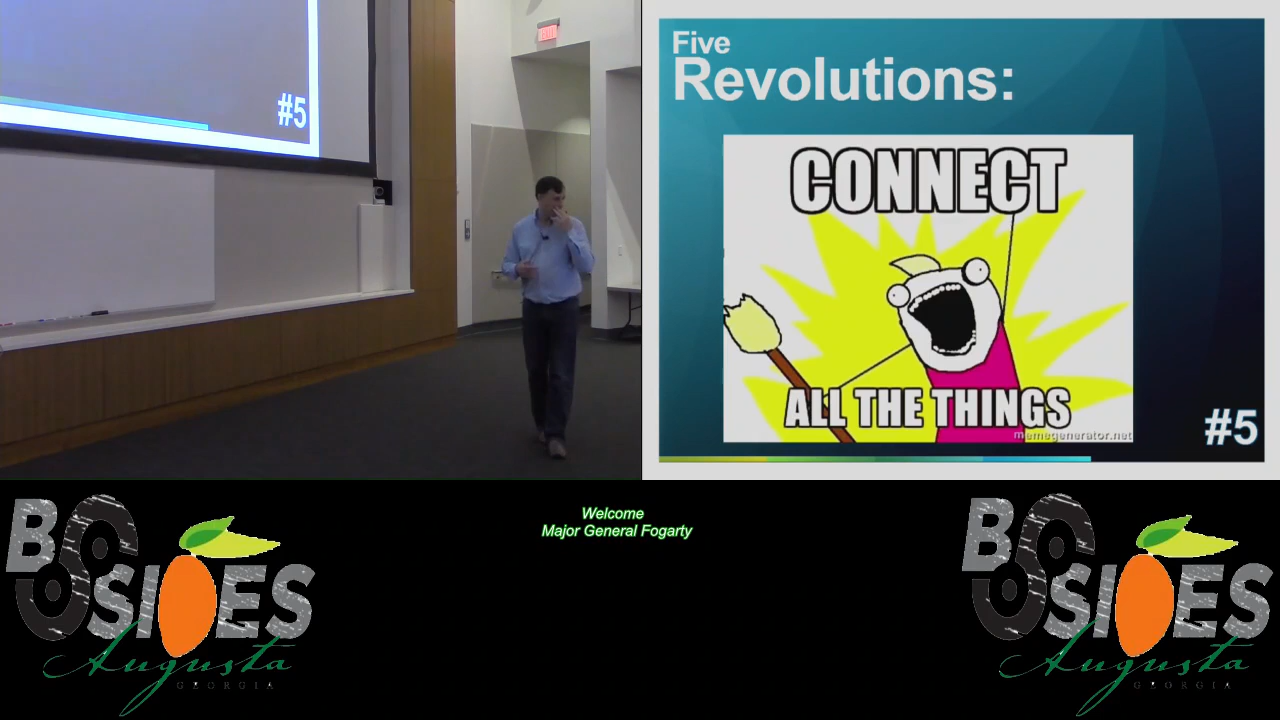 EXIT
#5
Five
Revolutions:
CONNECT
ALL THE THINGS
memegenerator.net
#5
Welcome
Major General Fogarty
BSIDES
Augusta
GEORGIA
BSIDES
Augusta
GEORGIA